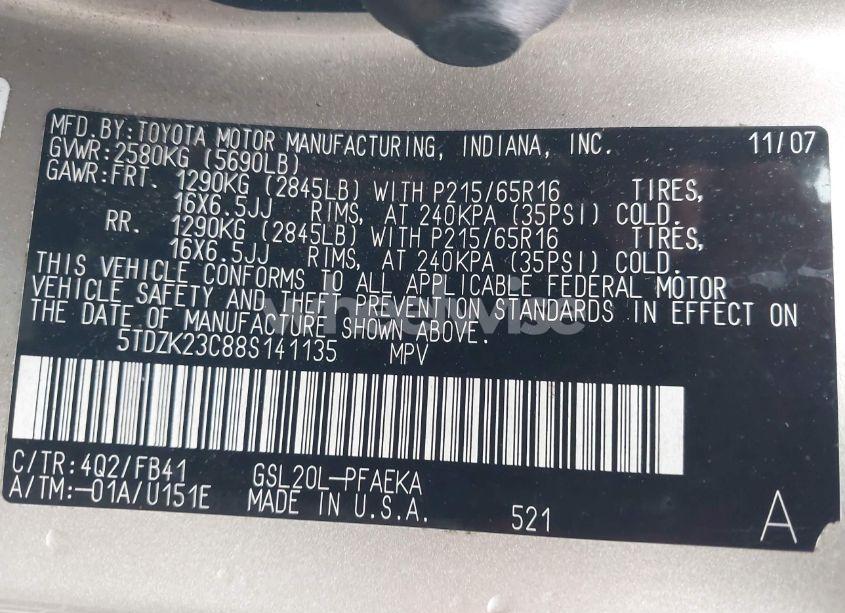 MFD.BY:TOYOTA MOTOR MANUFACTURING, INDIANA, INC. 11/07
GVWR:2580KG (5690LB)
GAWR:FRT. 1290KG (2845LB) WITH P215/65R16 TIRES,
16X6.5JJ RIMS, AT 240KPA (35PSI) COLD.
RR. 1290KG (2845LB) WITH P215/65R16 TIRES,
16X6.5JJ RIMS, AT 240KPA (35PSI) COLD.
THIS VEHICLE CONFORMS TO ALL APPLICABLE FEDERAL MOTOR
VEHICLE SAFETY AND THEFT PREVENTION STANDARDS IN EFFECT ON
THE DATE OF MANUFACTURE SHOWN ABOVE.
5TDZK23C88S141135 MPV
C/TR:4Q2/FB41 GSL20L-PFAEKA
A/TM:-01A/U151E MADE IN U.S.A. 521 A